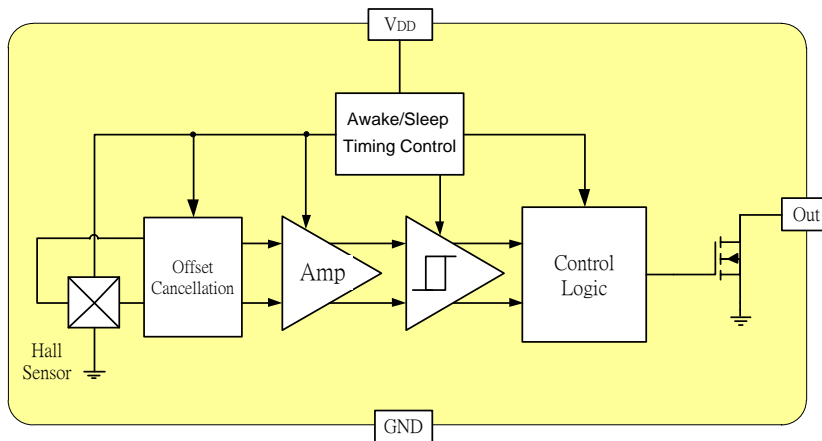 VDD
Awake/Sleep
Timing Control
Out
Offset
Cancellation
Amp
Control
Logic
Hall
Sensor
GND